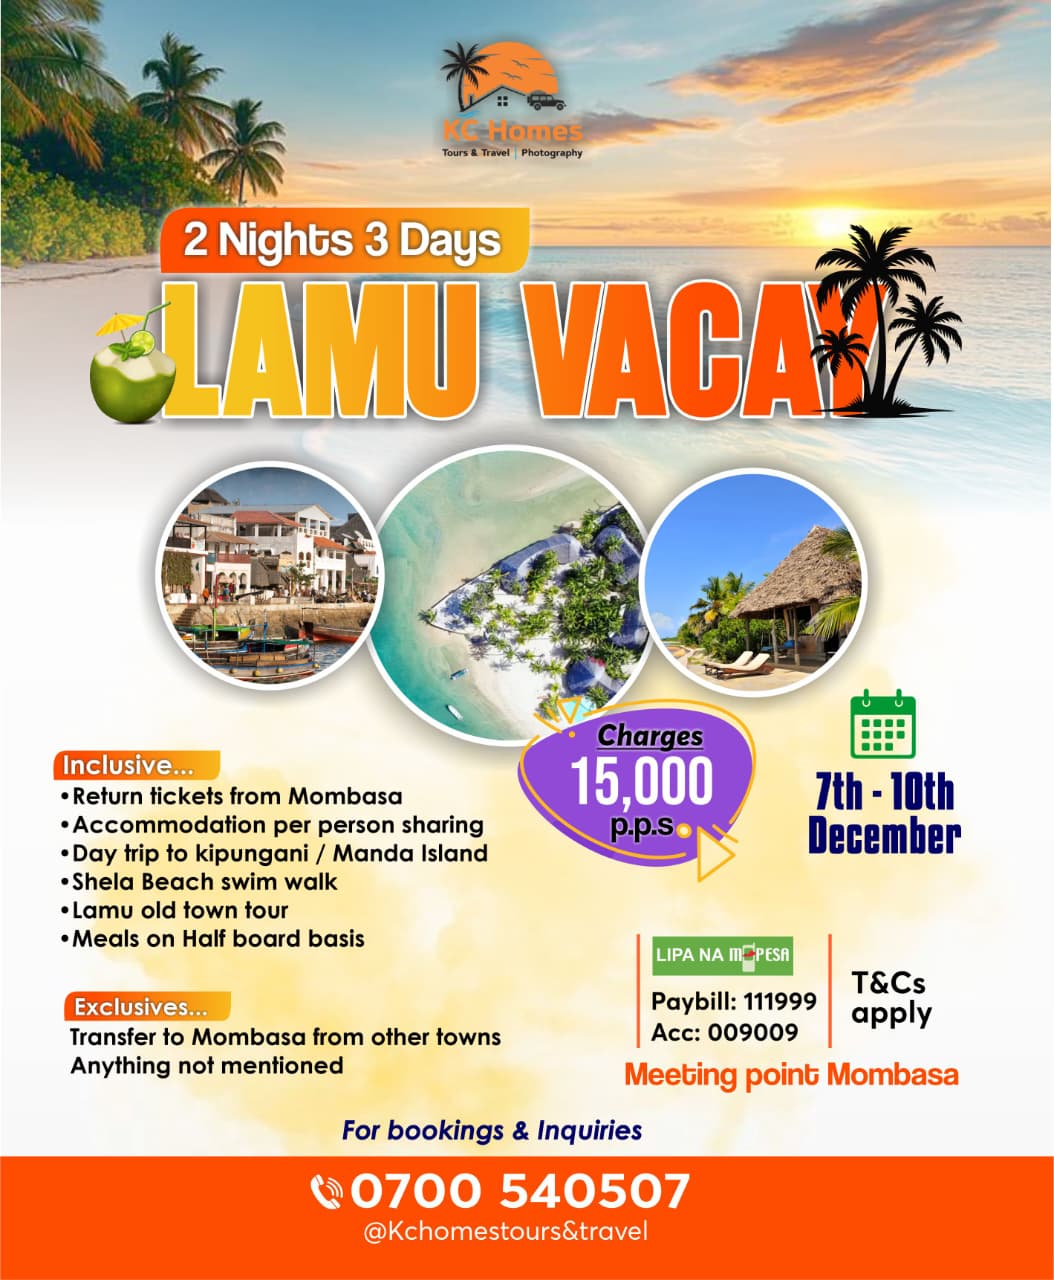 KC Homes
Tours & Travel | Photography
2 Nights 3 Days
LAMU VACAY
Charges
15,000
p.p.s
7th - 10th
December
Inclusive...
•Return tickets from Mombasa
•Accommodation per person sharing
•Day trip to kipungani / Manda Island
•Shela Beach swim walk
•Lamu old town tour
•Meals on Half board basis
Exclusives...
Transfer to Mombasa from other towns
Anything not mentioned
LIPA NA M-PESA
Paybill: 111999
Acc: 009009
T&Cs
apply
Meeting point Mombasa
For bookings & Inquiries
0700 540507
@Kchomestours&travel